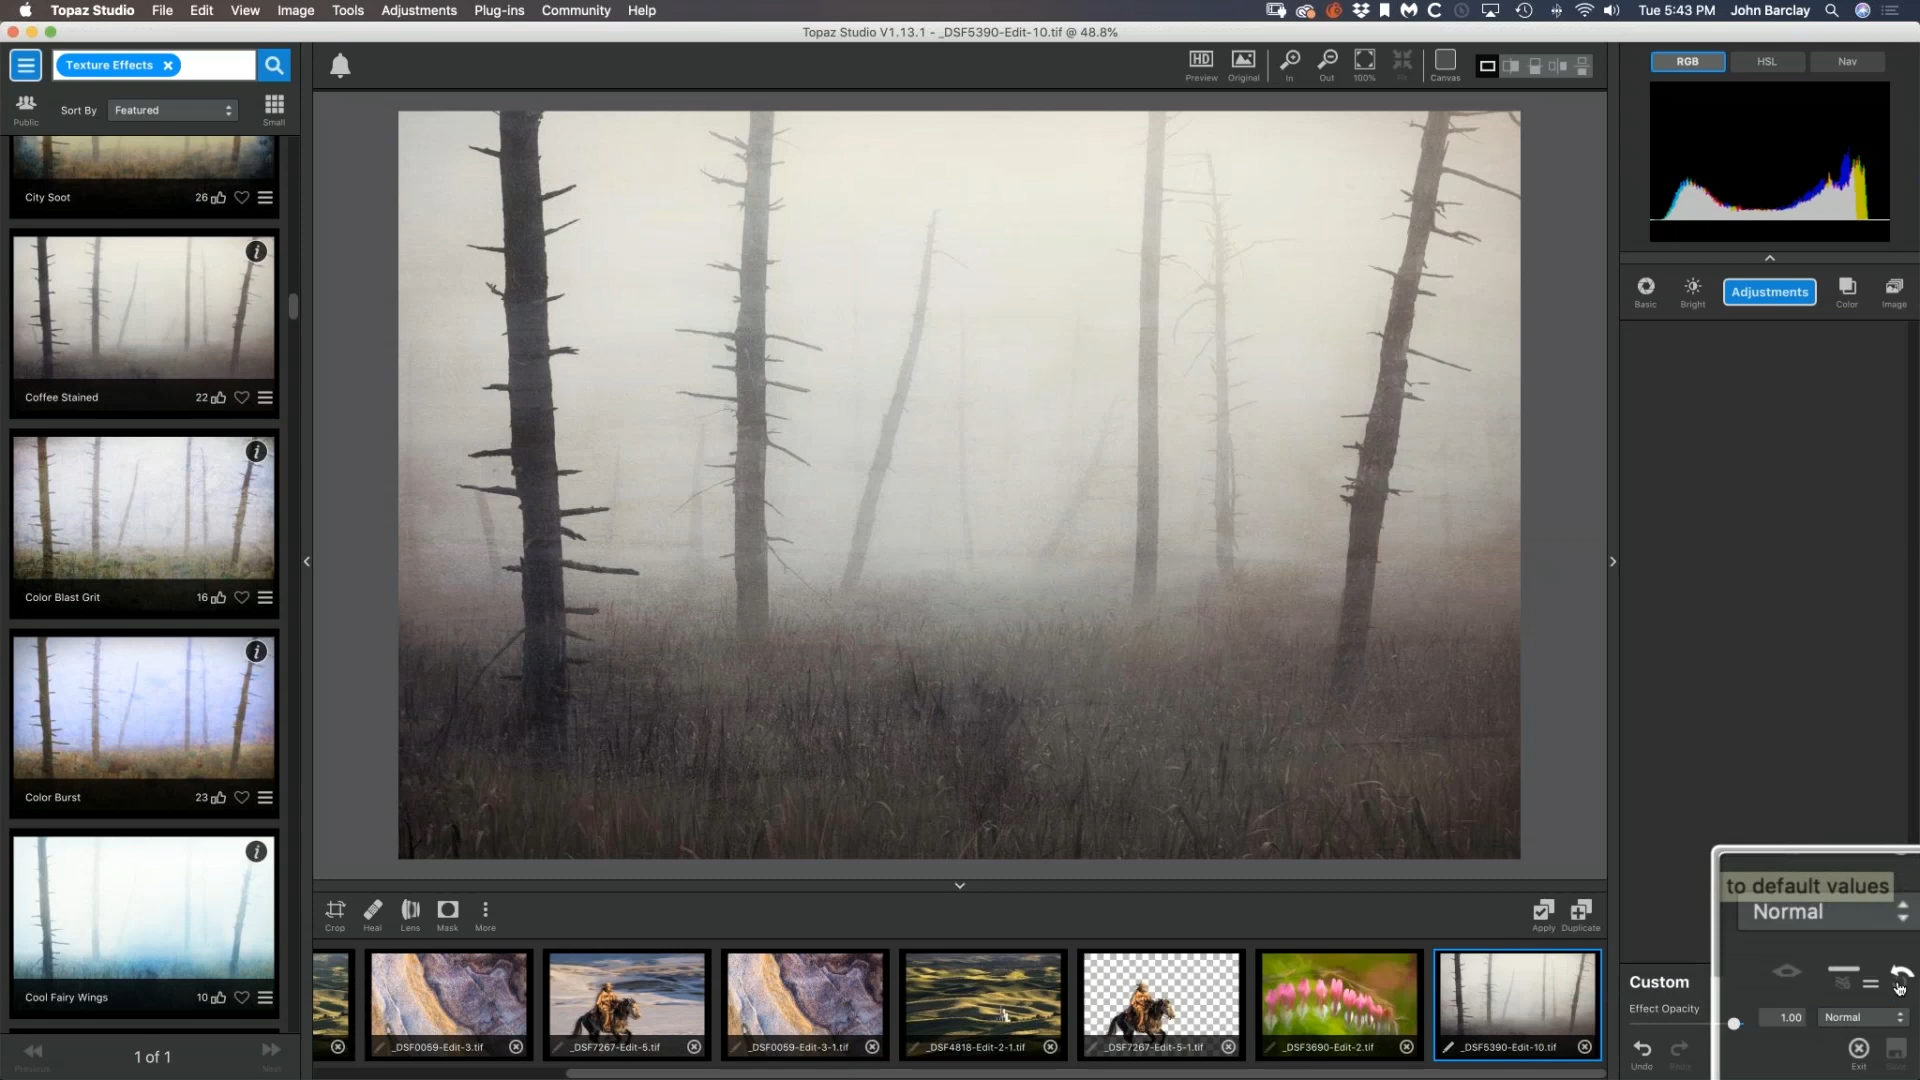 Topaz Studio File Edit View Image Tools Adjustments Plug-ins Community Help
Tue 5:43 PM John Barclay
Topaz Studio V1.13.1 - _DSF5390-Edit-10.tif @ 48.8%
Texture Effects
Public
Sort By
Featured
Small
City Soot 26
Coffee Stained 22
Color Blast Grit 16
Color Burst 23
Cool Fairy Wings 10
Previous
1 of 1
Next
HD
Preview
Original
In
Out
100%
Fit
Canvas
Crop
Heal
Lens
Mask
More
Apply
Duplicate
_DSF0059-Edit-3.tif
_DSF7267-Edit-5.tif
_DSF0059-Edit-3-1.tif
_DSF4818-Edit-2-1.tif
_DSF7267-Edit-5-1.tif
_DSF3690-Edit-2.tif
_DSF5390-Edit-10.tif
RGB
HSL
Nav
Basic
Bright
Adjustments
Color
Image
to default values
Normal
Custom
Effect Opacity
1.00
Normal
Undo
Redo
Exit
Save